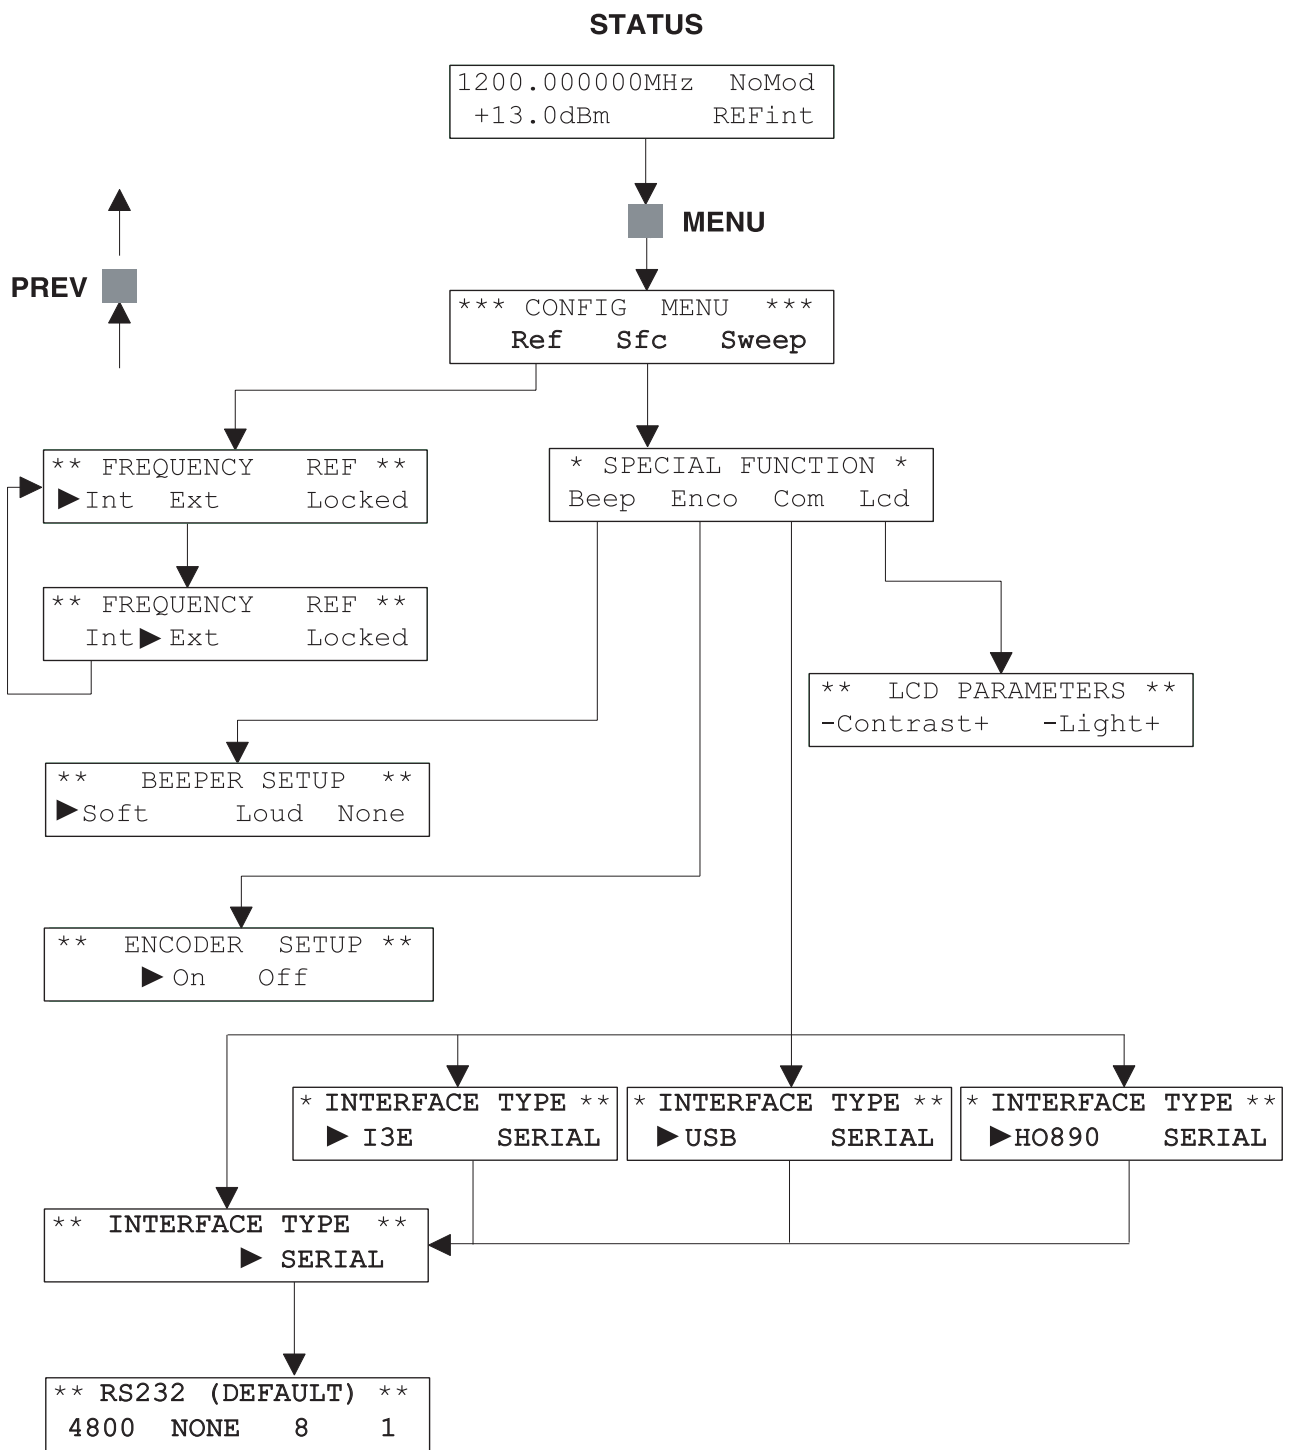 STATUS
1200.000000MHz NoMod
+13.0dBm REFint
MENU
PREV
*** CONFIG MENU ***
Ref Sfc Sweep
** FREQUENCY REF **
►Int Ext Locked
* SPECIAL FUNCTION *
Beep Enco Com Lcd
** FREQUENCY REF **
Int►Ext Locked
** LCD PARAMETERS **
-Contrast+ -Light+
** BEEPER SETUP **
►Soft Loud None
** ENCODER SETUP **
►On Off
* INTERFACE TYPE **
► I3E SERIAL
* INTERFACE TYPE **
►USB SERIAL
* INTERFACE TYPE **
►HO890 SERIAL
** INTERFACE TYPE **
► SERIAL
** RS232 (DEFAULT) **
4800 NONE 8 1